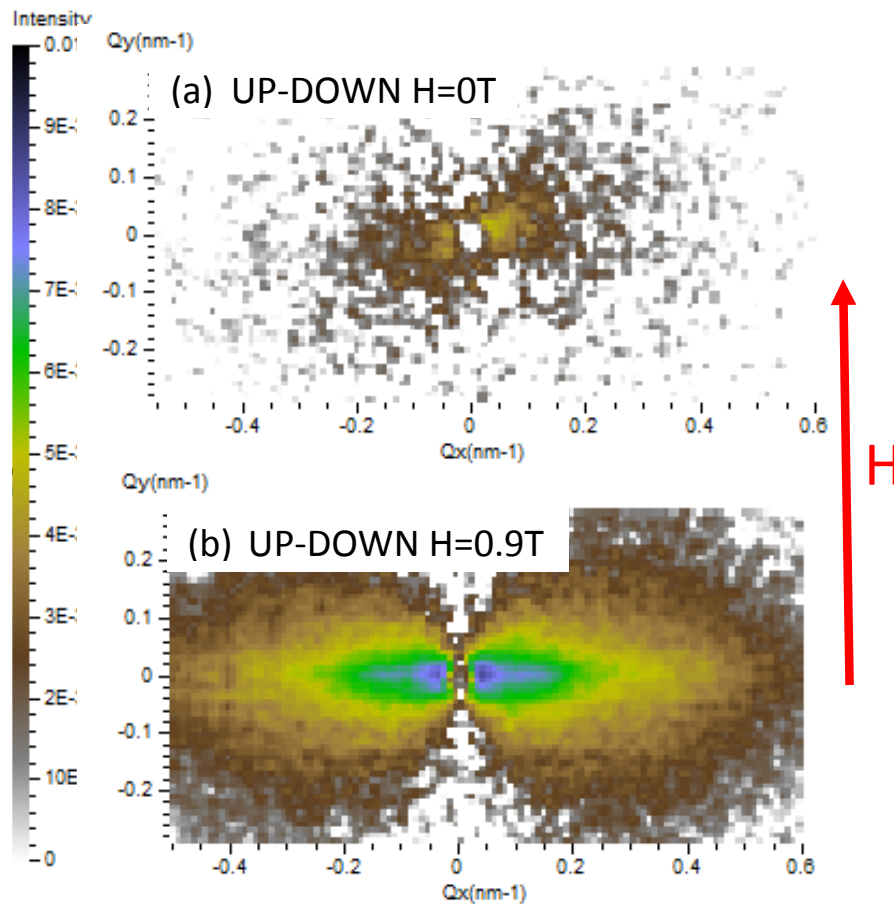 Intensity
0.01
9E-
8E-
7E-
6E-
5E-
4E-
3E-
2E-
10E-
0
Qy(nm-1)
(a) UP-DOWN H=0T
0.2
0.1
0
-0.1
-0.2
-0.4 -0.2 0 0.2 0.4 0.6
Qx(nm-1)
H
Qy(nm-1)
(b) UP-DOWN H=0.9T
0.2
0.1
0
-0.1
-0.2
-0.4 -0.2 0 0.2 0.4 0.6
Qx(nm-1)